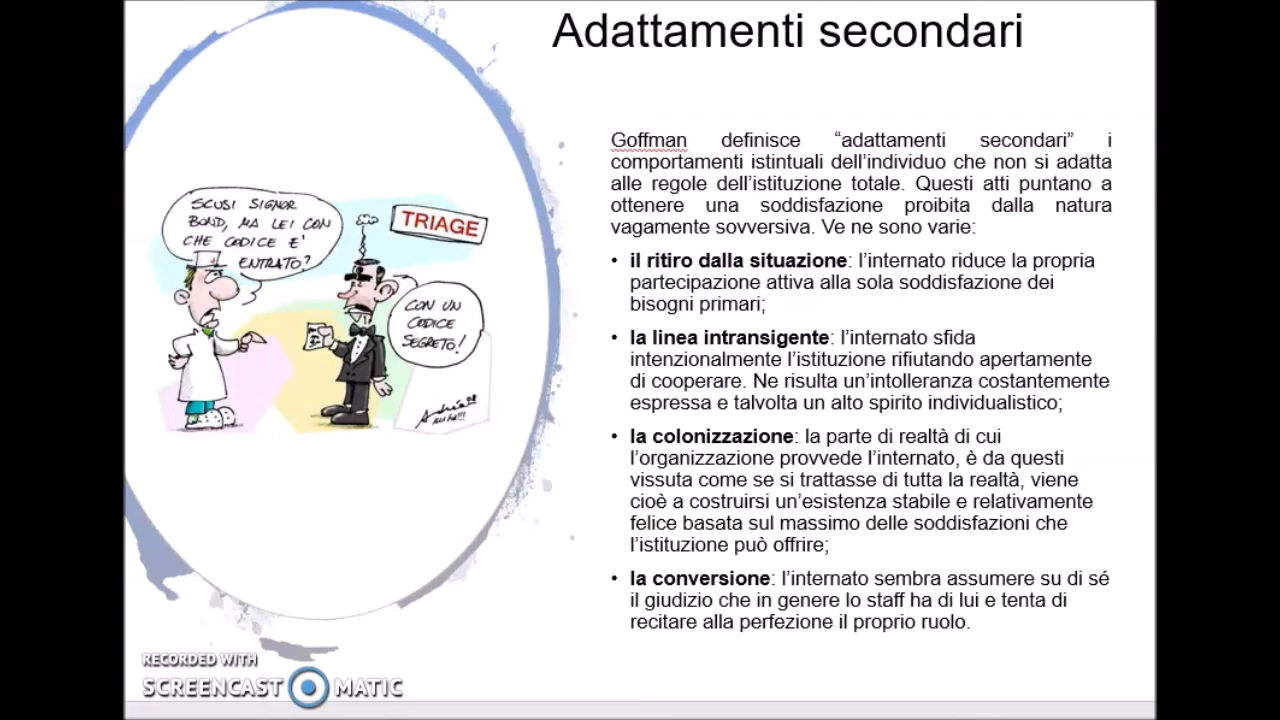 Adattamenti secondari
Goffman definisce “adattamenti secondari” i
comportamenti istintuali dell’individuo che non si adatta
alle regole dell’istituzione totale. Questi atti puntano a
ottenere una soddisfazione proibita dalla natura
vagamente sovversiva. Ve ne sono varie:
• il ritiro dalla situazione: l’internato riduce la propria
partecipazione attiva alla sola soddisfazione dei
bisogni primari;
• la linea intransigente: l’internato sfida
intenzionalmente l’istituzione rifiutando apertamente
di cooperare. Ne risulta un’intolleranza costantemente
espressa e talvolta un alto spirito individualistico;
• la colonizzazione: la parte di realtà di cui
l’organizzazione provvede l’internato, è da questi
vissuta come se si trattasse di tutta la realtà, viene
cioè a costruirsi un’esistenza stabile e relativamente
felice basata sul massimo delle soddisfazioni che
l’istituzione può offrire;
• la conversione: l’internato sembra assumere su di sé
il giudizio che in genere lo staff ha di lui e tenta di
recitare alla perfezione il proprio ruolo.
SCUSI SIGNOR
BOND, MA LEI CON
CHE CODICE E'
ENTRATO?
TRIAGE
CON UN
CODICE
SEGRETO!
RECORDED WITH
SCREENCAST MATIC